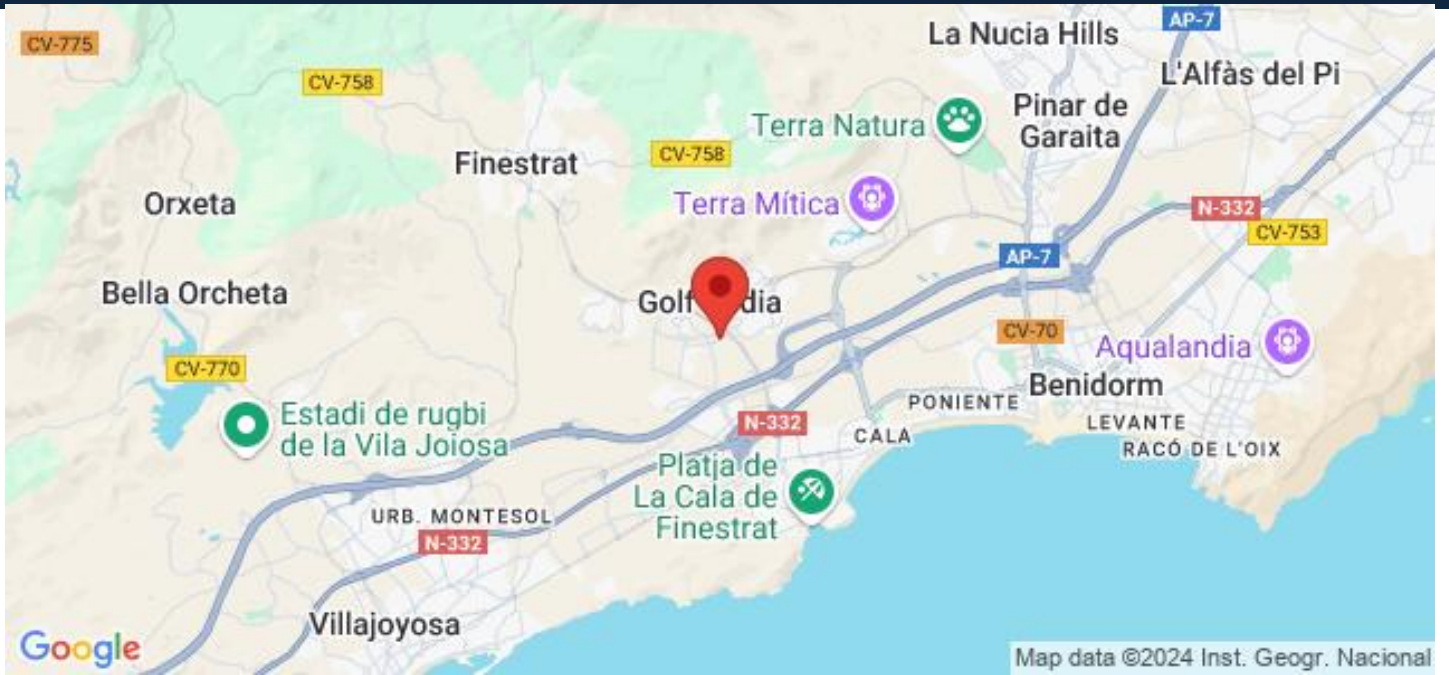 AP-7
La Nucia Hills
CV-775
L'Alfàs del Pi
CV-758
Pinar de
Garaita
Terra Natura
Finestrat
CV-758
Orxeta
Terra Mítica
N-332
CV-753
AP-7
Bella Orcheta
Golf
dia
CV-70
Aqualandia
CV-770
Benidorm
PONIENTE
Estadi de rugbi
de la Vila Joiosa
N-332
CALA
LEVANTE
RACÓ DE L'OIX
Platja de
La Cala de
Finestrat
URB. MONTESOL
N-332
Villajoyosa
Google
Map data ©2024 Inst. Geogr. Nacional